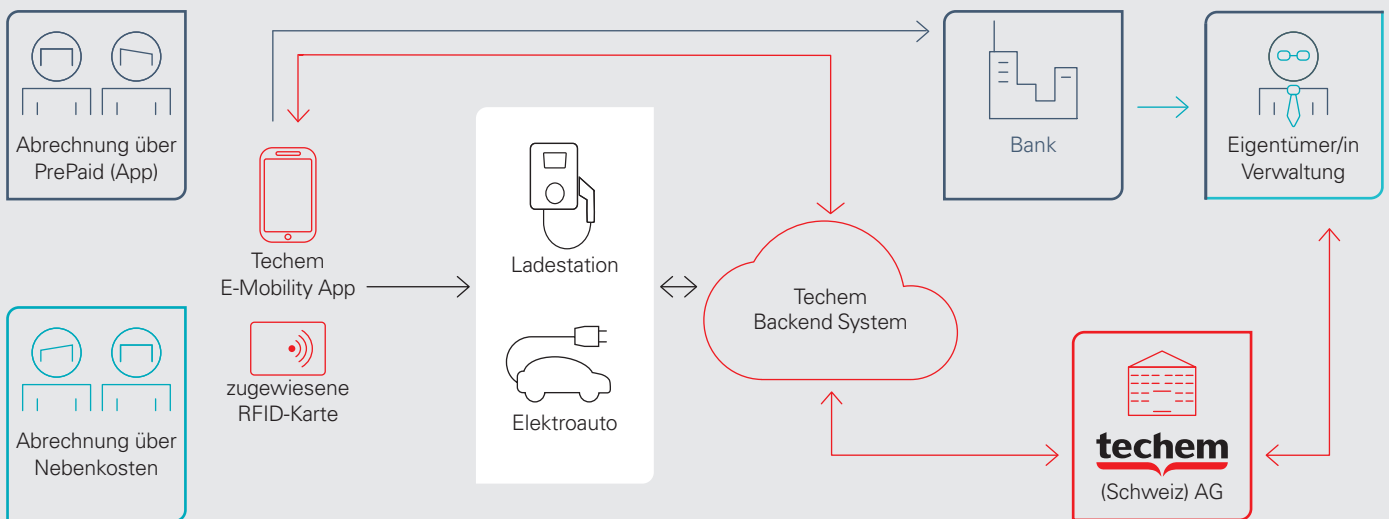 Abrechnung über
PrePaid (App)
Techem
E-Mobility App
zugewiesene
RFID-Karte
Abrechnung über
Nebenkosten
Ladestation
Elektroauto
Techem
Backend System
Bank
Eigentümer/in
Verwaltung
techem
(Schweiz) AG